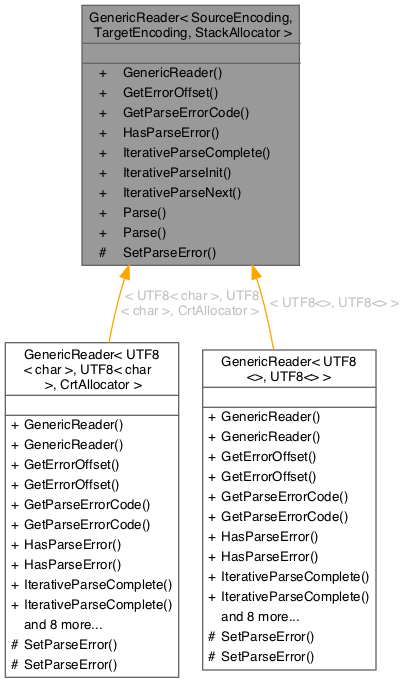 GenericReader< SourceEncoding,
TargetEncoding, StackAllocator >
+ GenericReader()
+ GetErrorOffset()
+ GetParseErrorCode()
+ HasParseError()
+ IterativeParseComplete()
+ IterativeParseInit()
+ IterativeParseNext()
+ Parse()
+ Parse()
# SetParseError()
< UTF8< char >, UTF8
< char >, CrtAllocator >
< UTF8<>, UTF8<> >
GenericReader< UTF8
< char >, UTF8< char
>, CrtAllocator >
+ GenericReader()
+ GenericReader()
+ GetErrorOffset()
+ GetErrorOffset()
+ GetParseErrorCode()
+ GetParseErrorCode()
+ HasParseError()
+ HasParseError()
+ IterativeParseComplete()
+ IterativeParseComplete()
and 8 more...
# SetParseError()
# SetParseError()
GenericReader< UTF8
<>, UTF8<> >
+ GenericReader()
+ GenericReader()
+ GetErrorOffset()
+ GetErrorOffset()
+ GetParseErrorCode()
+ GetParseErrorCode()
+ HasParseError()
+ HasParseError()
+ IterativeParseComplete()
+ IterativeParseComplete()
and 8 more...
# SetParseError()
# SetParseError()